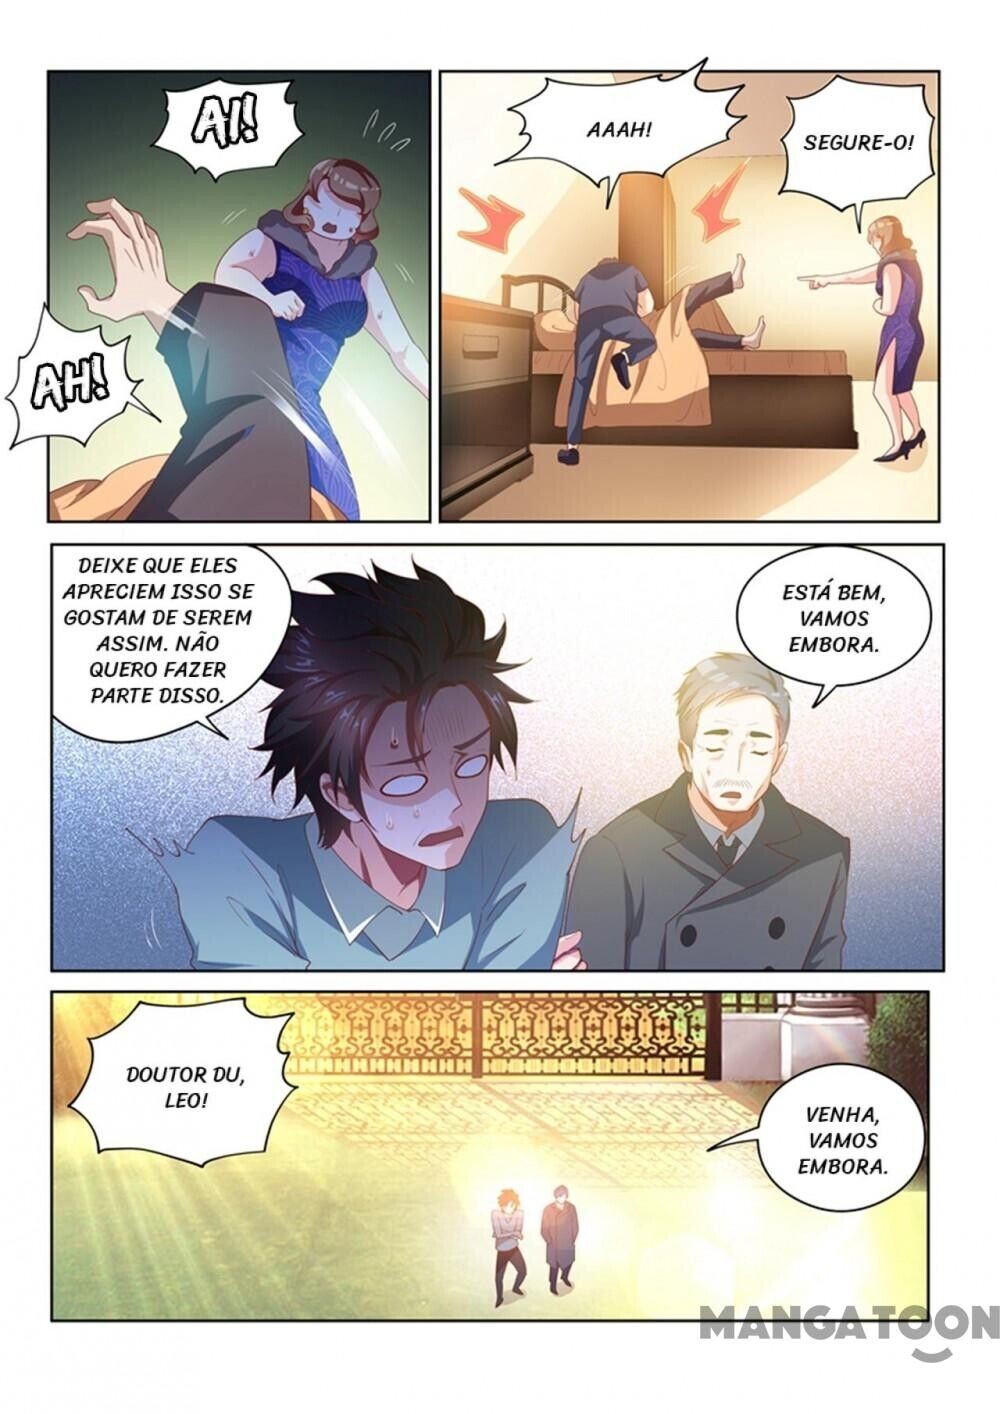 AI!
AH!
AAAH!
SEGURE-O!
DEIXE QUE ELES
APRECIEM ISSO SE
GOSTAM DE SEREM
ASSIM. NÃO
QUERO FAZER
PARTE DISSO.
ESTÁ BEM,
VAMOS
EMBORA.
DOUTOR DU,
LEO!
VENHA,
VAMOS
EMBORA.
MANGATOON